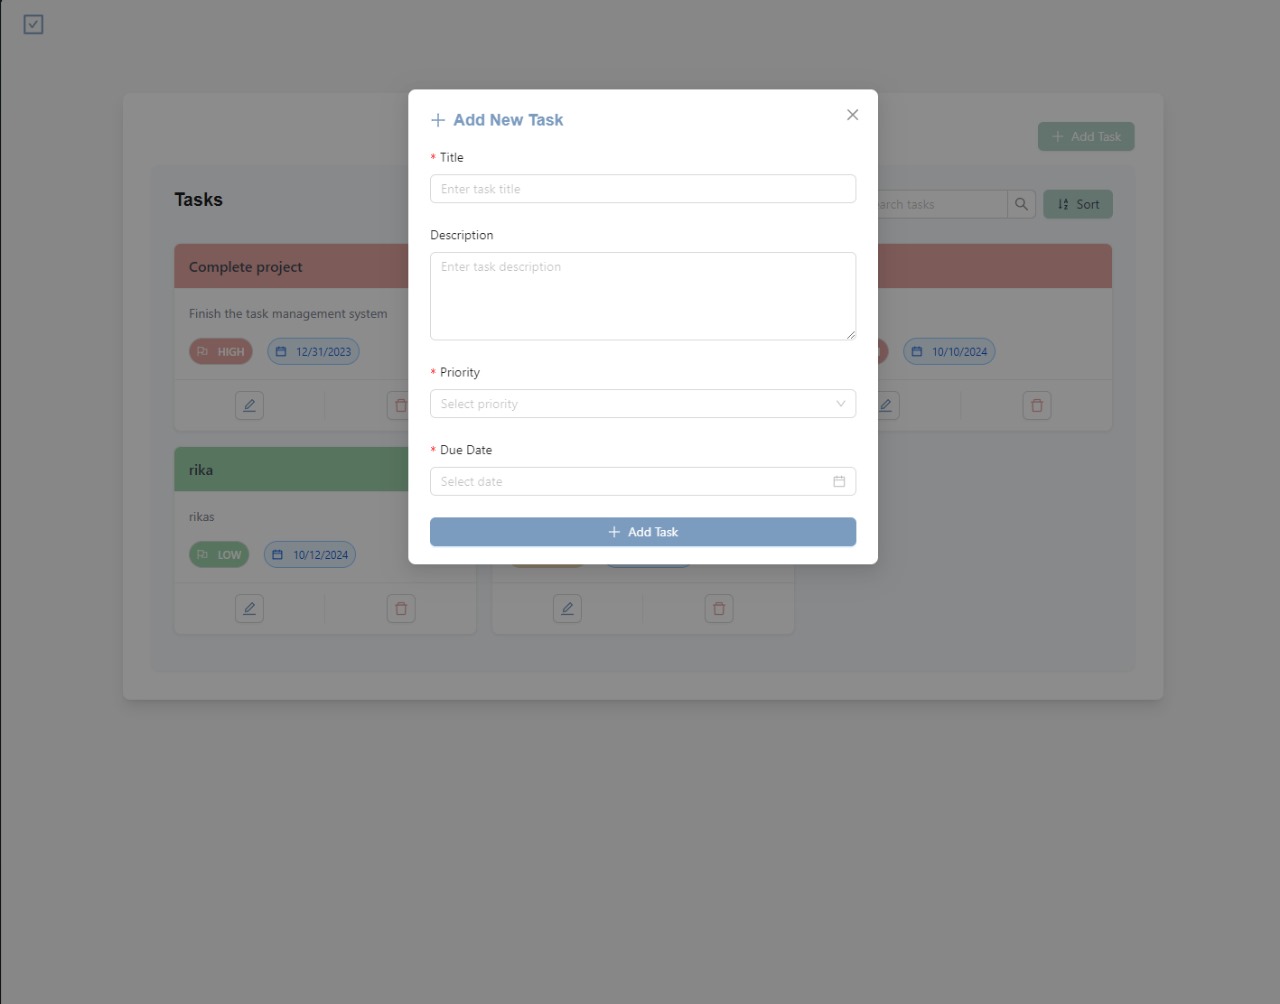 + Add New Task
* Title
Enter task title
Description
Enter task description
* Priority
Select priority
* Due Date
Select date
+ Add Task
+ Add Task
Tasks
tasks
Sort
Complete project
Finish the task management system
HIGH
12/31/2023
10/10/2024
rika
rikas
LOW
10/12/2024